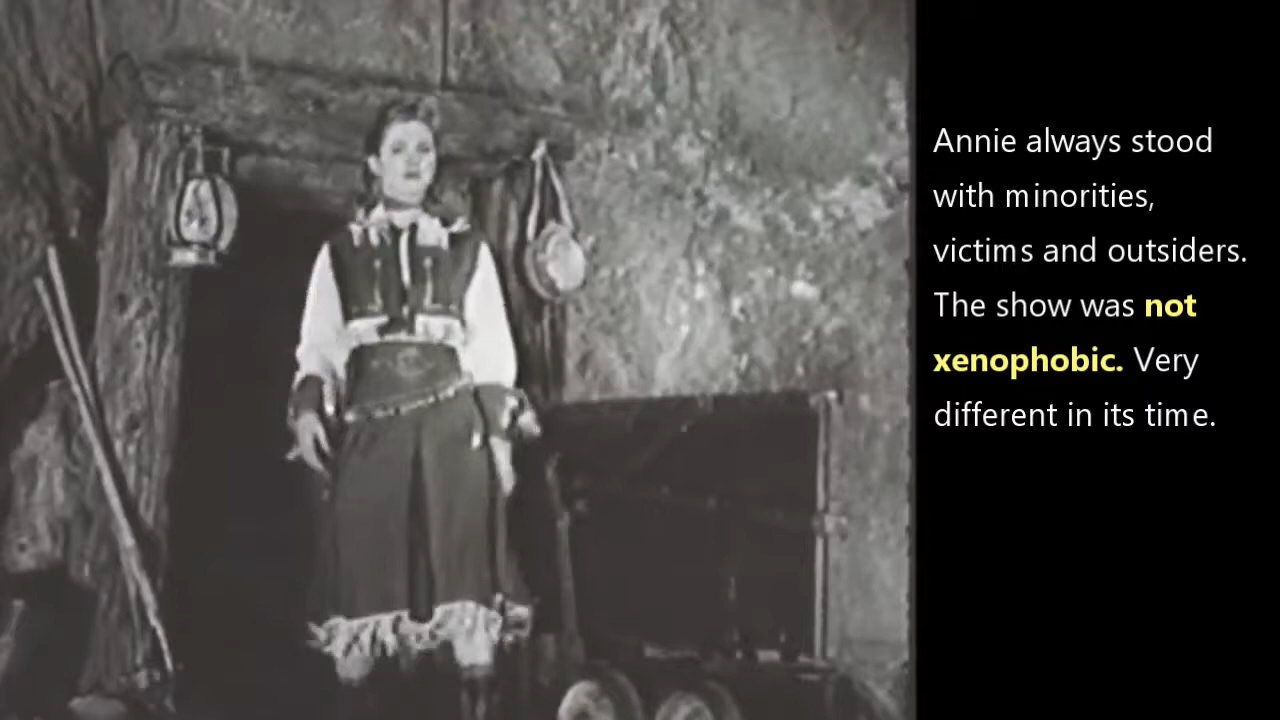 Annie always stood
with minorities,
victims and outsiders.
The show was not
xenophobic. Very
different in its time.